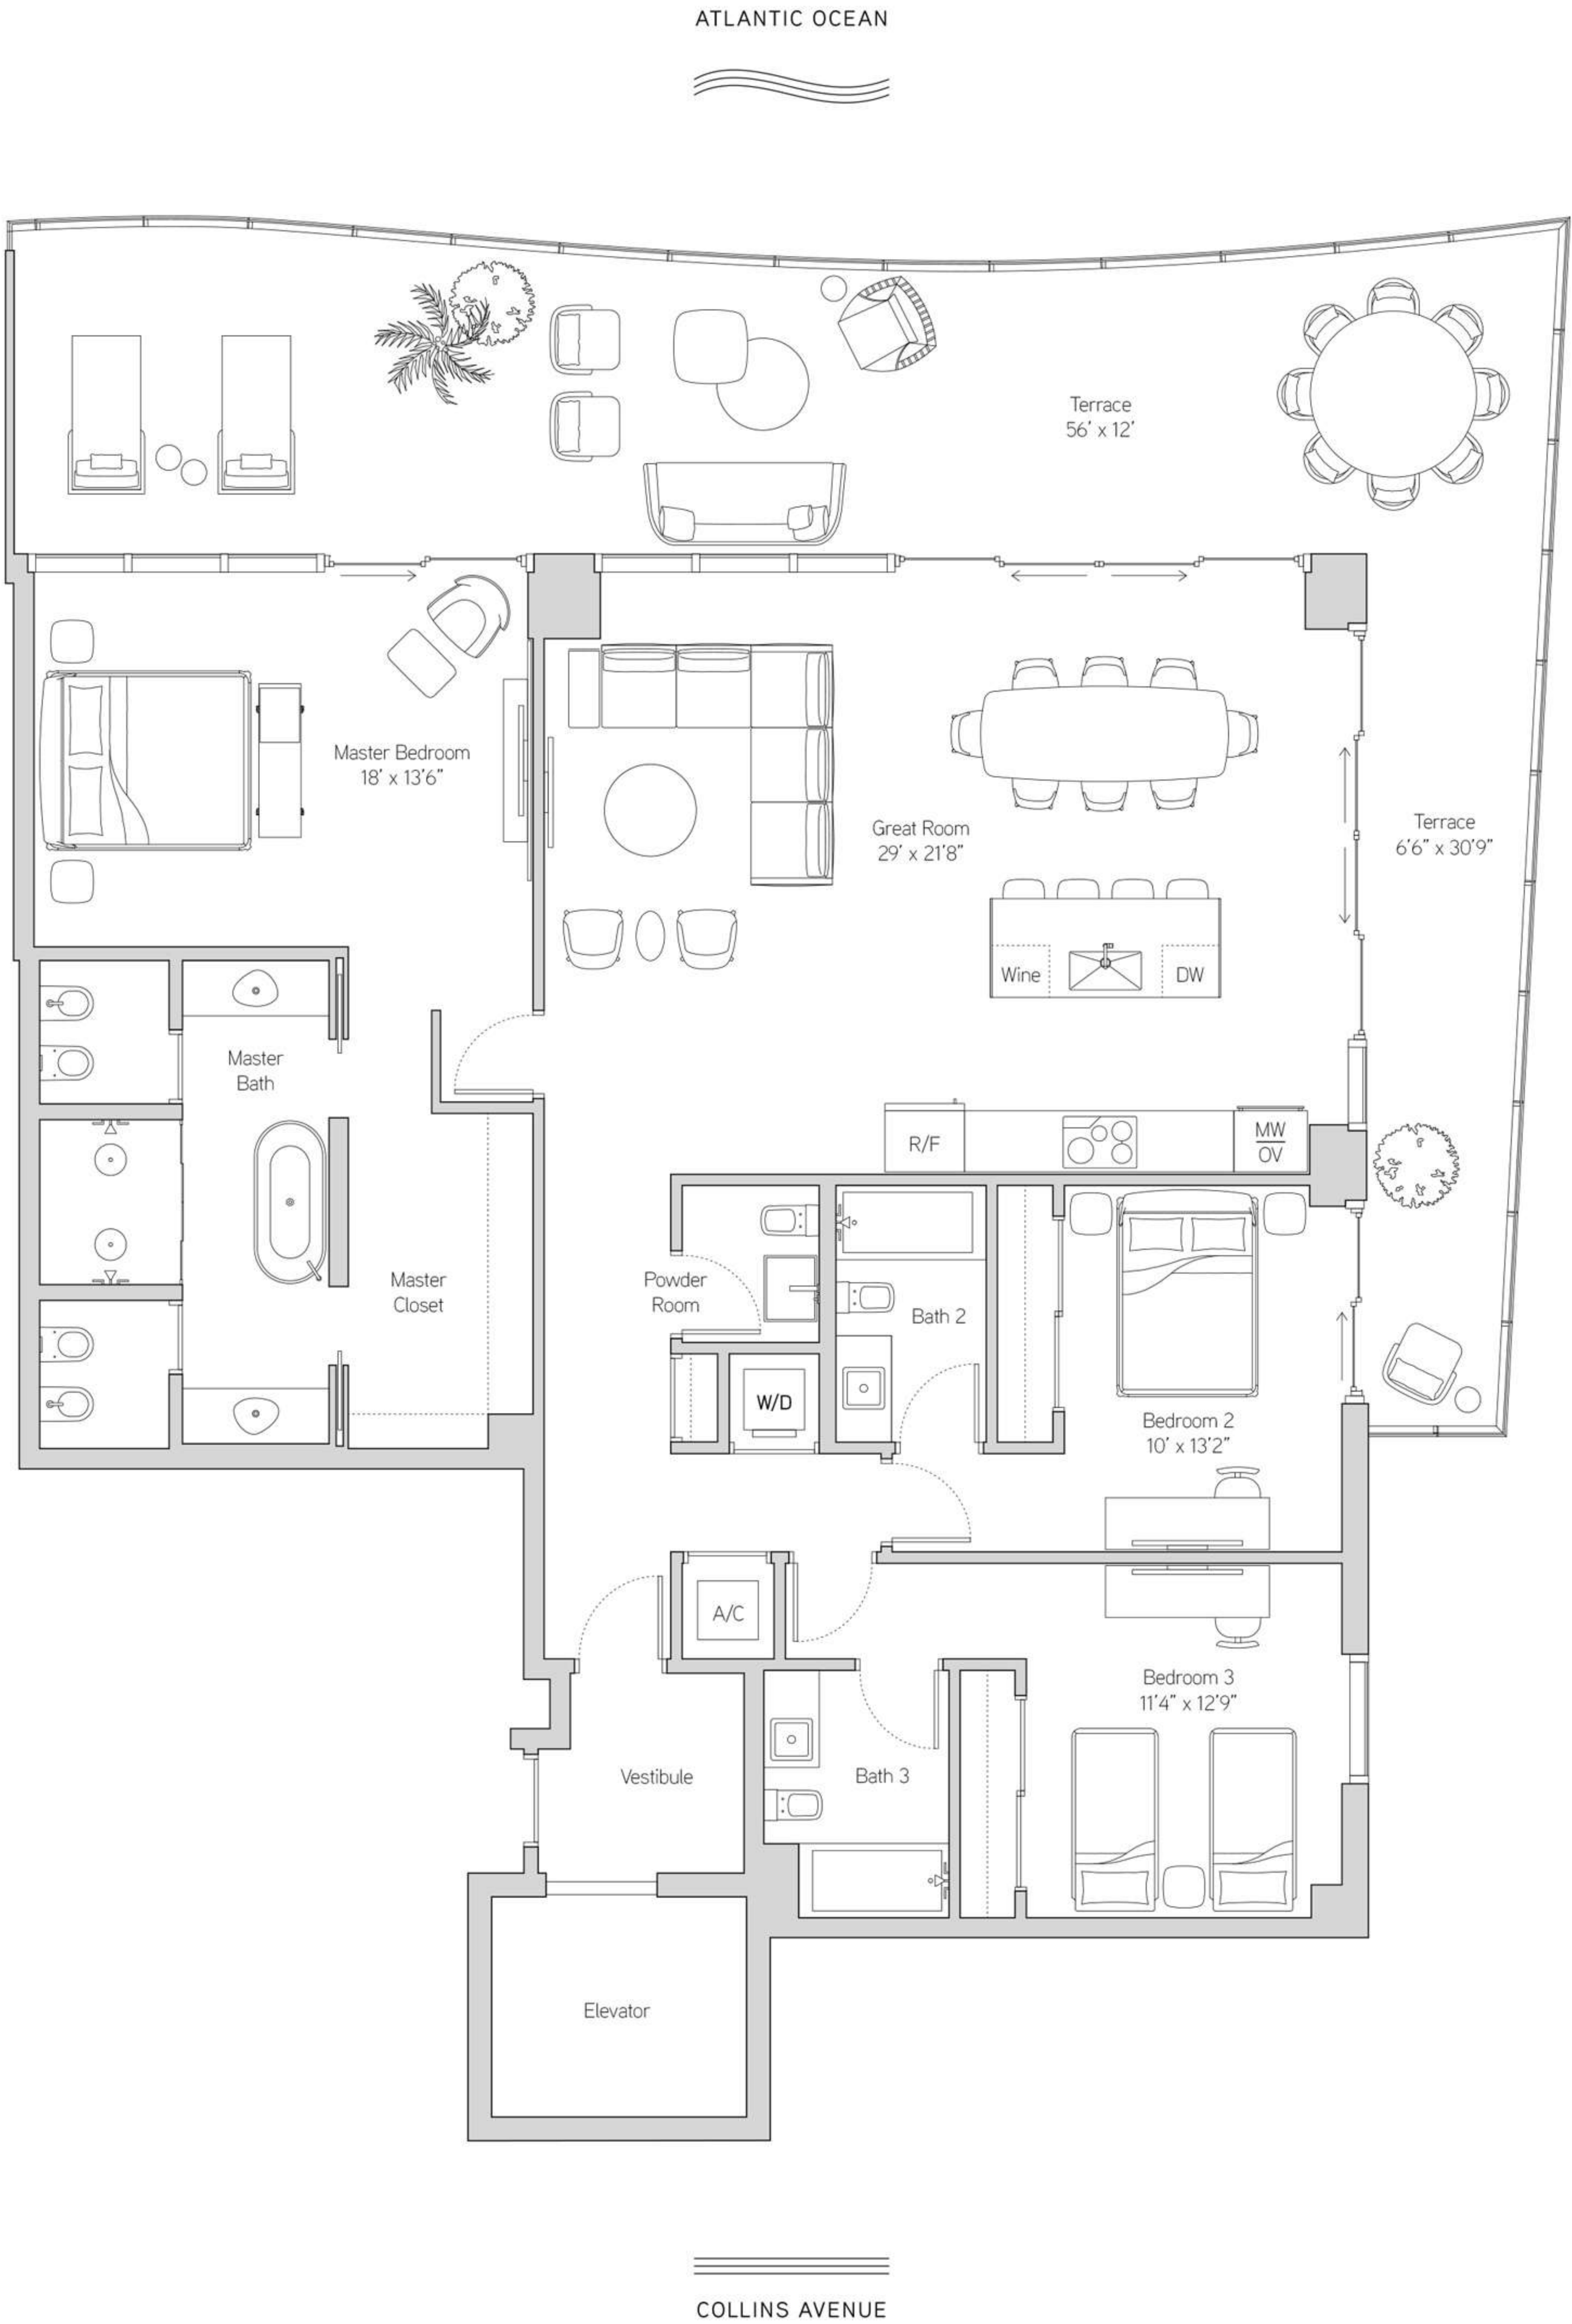 ATLANTIC OCEAN
Terrace
56' x 12'
Master Bedroom
18' x 13'6"
Great Room
29' x 21'8"
Terrace
6'6" x 30'9"
Wine
DW
Master
Bath
R/F
MW
OV
Master
Closet
Powder
Room
Bath 2
W/D
Bedroom 2
10' x 13'2"
A/C
Bedroom 3
11'4" x 12'9"
Vestibule
Bath 3
Elevator
COLLINS AVENUE